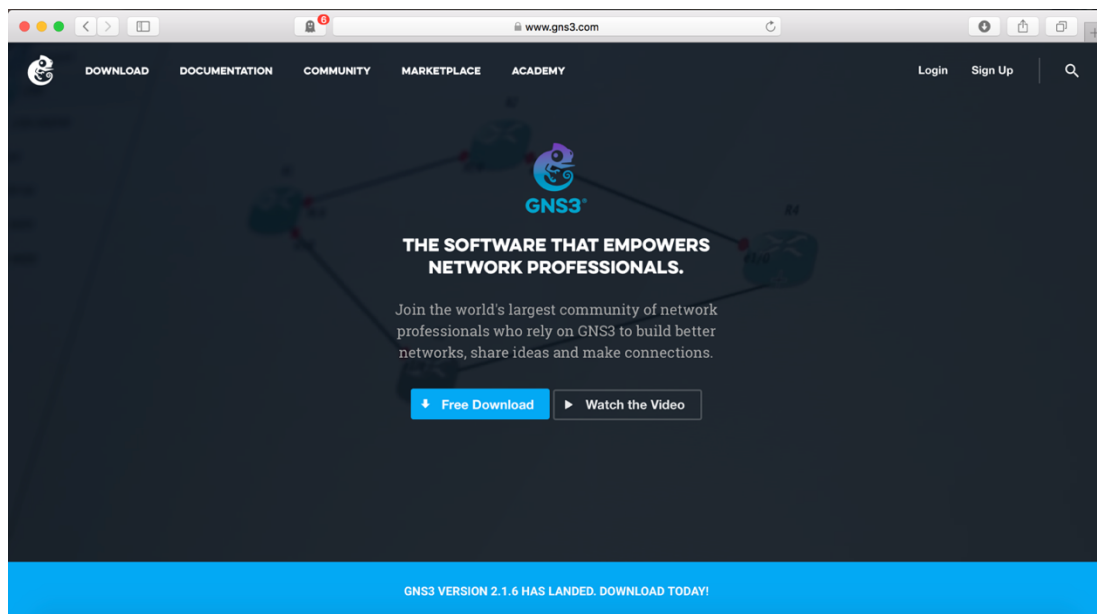 6
www.gns3.com
DOWNLOAD DOCUMENTATION COMMUNITY MARKETPLACE ACADEMY Login Sign Up
GNS3®
R4
THE SOFTWARE THAT EMPOWERS
NETWORK PROFESSIONALS.
Join the world's largest community of network
professionals who rely on GNS3 to build better
networks, share ideas and make connections.
Free Download Watch the Video
GNS3 VERSION 2.1.6 HAS LANDED. DOWNLOAD TODAY!